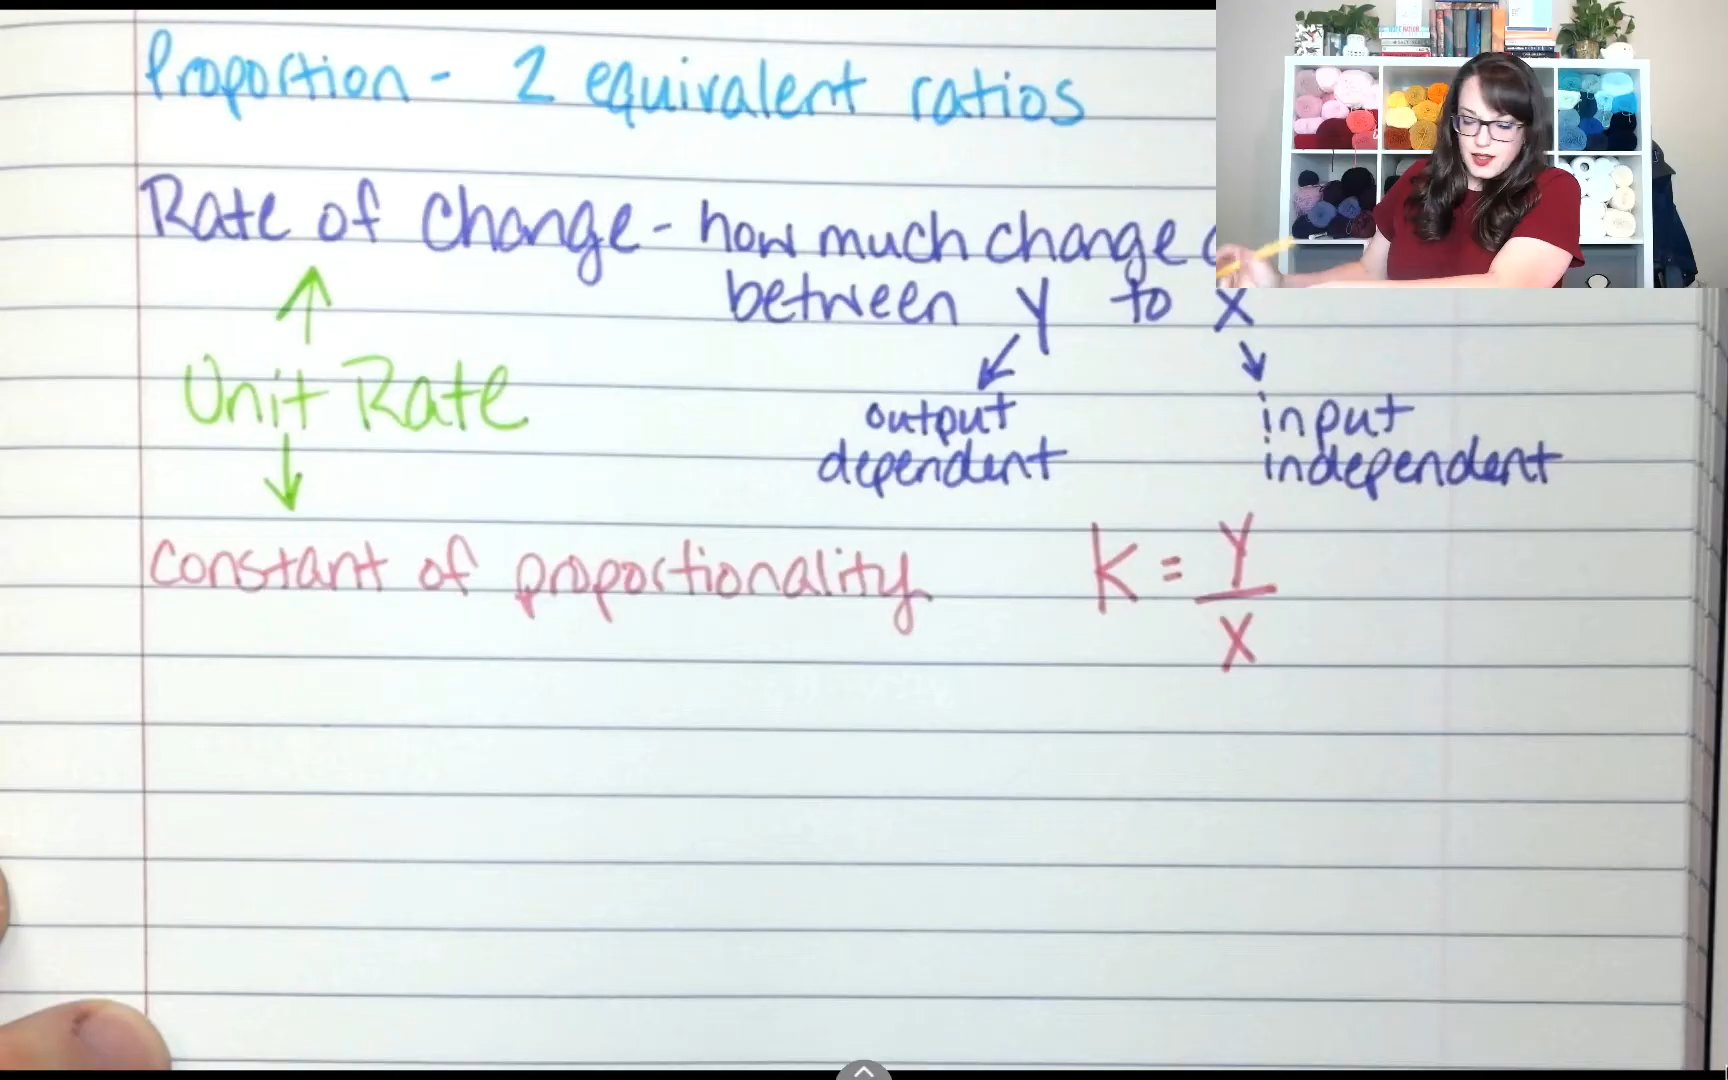 Proportion - 2 equivalent ratios
Rate of Change - how much change
between y to x
Unit Rate
output
dependent
input
independent
constant of proportionality K = Y
X